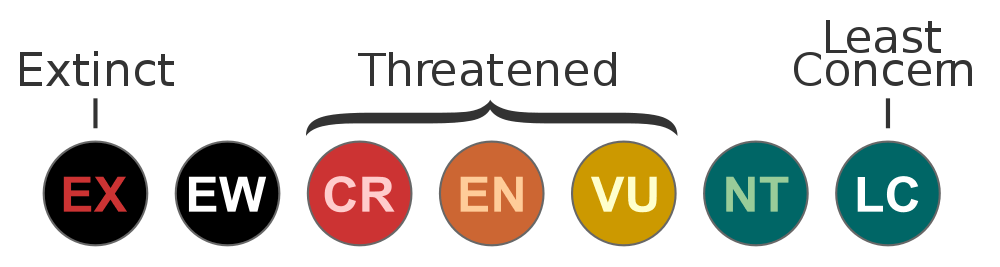 Extinct
Threatened
Least
Concern
EX
EW
CR
EN
VU
NT
LC